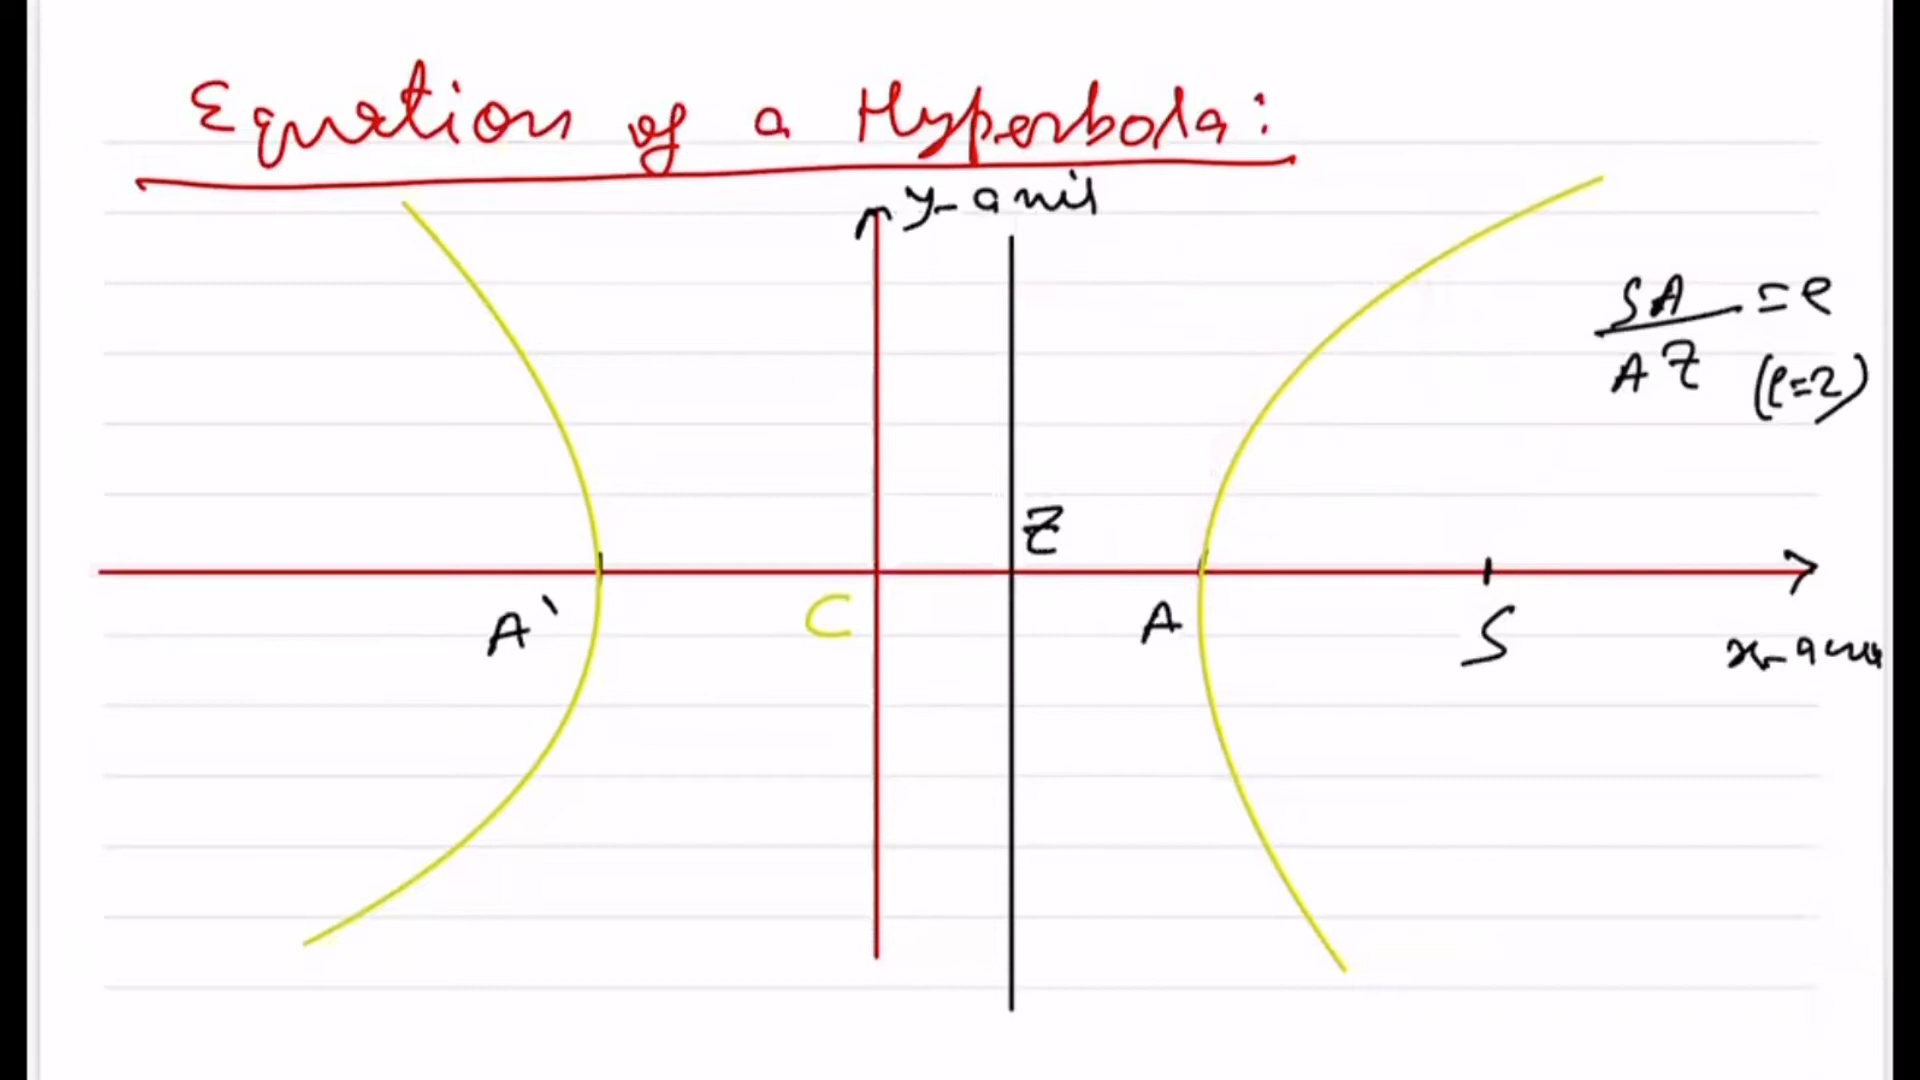 Equation of a Hyperbola:
y-axis
SA/AZ = e
(e=2)
Z
A'
C
A
S
x-axis